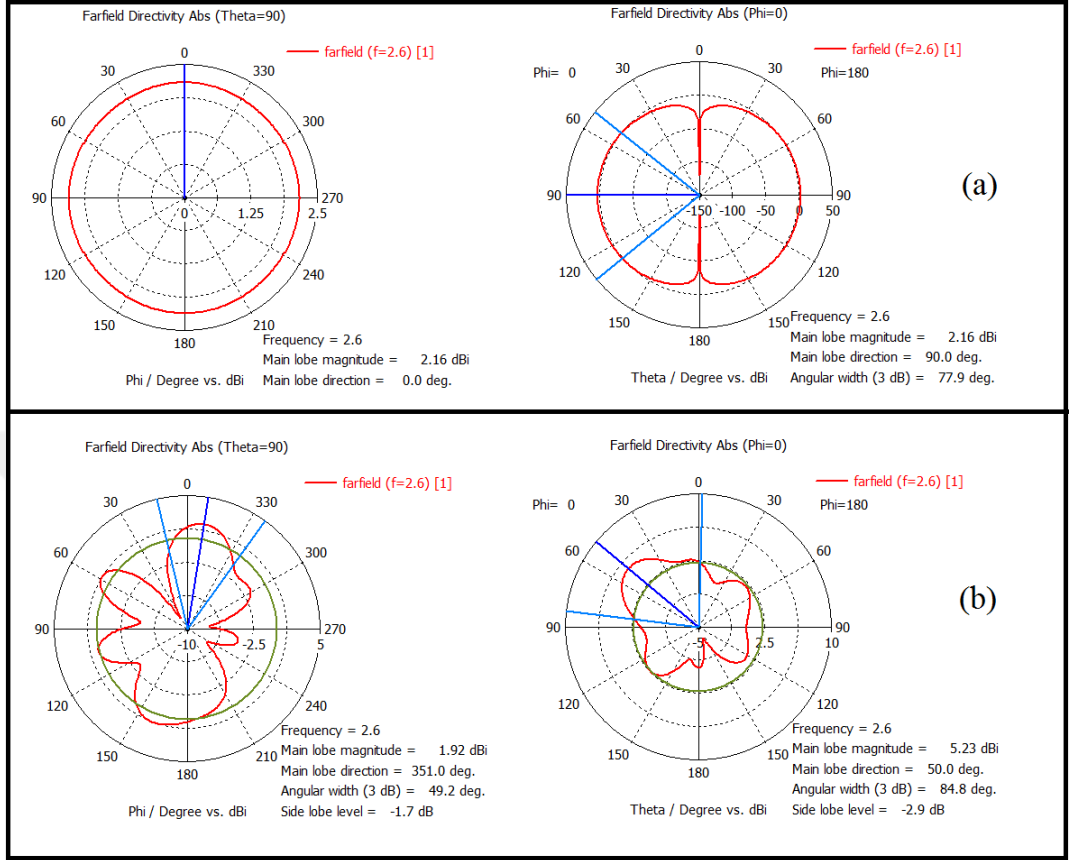 Farfield Directivity Abs (Theta=90)
farfield (f=2.6) [1]
0
30
330
60
300
90
270
0
1.25
2.5
120
240
150
210
180
Frequency = 2.6
Main lobe magnitude = 2.16 dBi
Main lobe direction = 0.0 deg.
Phi / Degree vs. dBi
Farfield Directivity Abs (Phi=0)
farfield (f=2.6) [1]
0
Phi= 0
30
30
Phi=180
60
60
90
90
-150
-100
-50
0
50
120
120
150
150
180
Frequency = 2.6
Main lobe magnitude = 2.16 dBi
Main lobe direction = 90.0 deg.
Angular width (3 dB) = 77.9 deg.
Theta / Degree vs. dBi
(a)
Farfield Directivity Abs (Theta=90)
farfield (f=2.6) [1]
0
30
330
60
300
90
270
-10
-2.5
5
120
240
150
210
180
Frequency = 2.6
Main lobe magnitude = 1.92 dBi
Main lobe direction = 351.0 deg.
Angular width (3 dB) = 49.2 deg.
Side lobe level = -1.7 dB
Phi / Degree vs. dBi
Farfield Directivity Abs (Phi=0)
farfield (f=2.6) [1]
0
Phi= 0
30
30
Phi=180
60
60
90
90
-5
2.5
10
120
120
150
150
180
Frequency = 2.6
Main lobe magnitude = 5.23 dBi
Main lobe direction = 50.0 deg.
Angular width (3 dB) = 84.8 deg.
Side lobe level = -2.9 dB
Theta / Degree vs. dBi
(b)